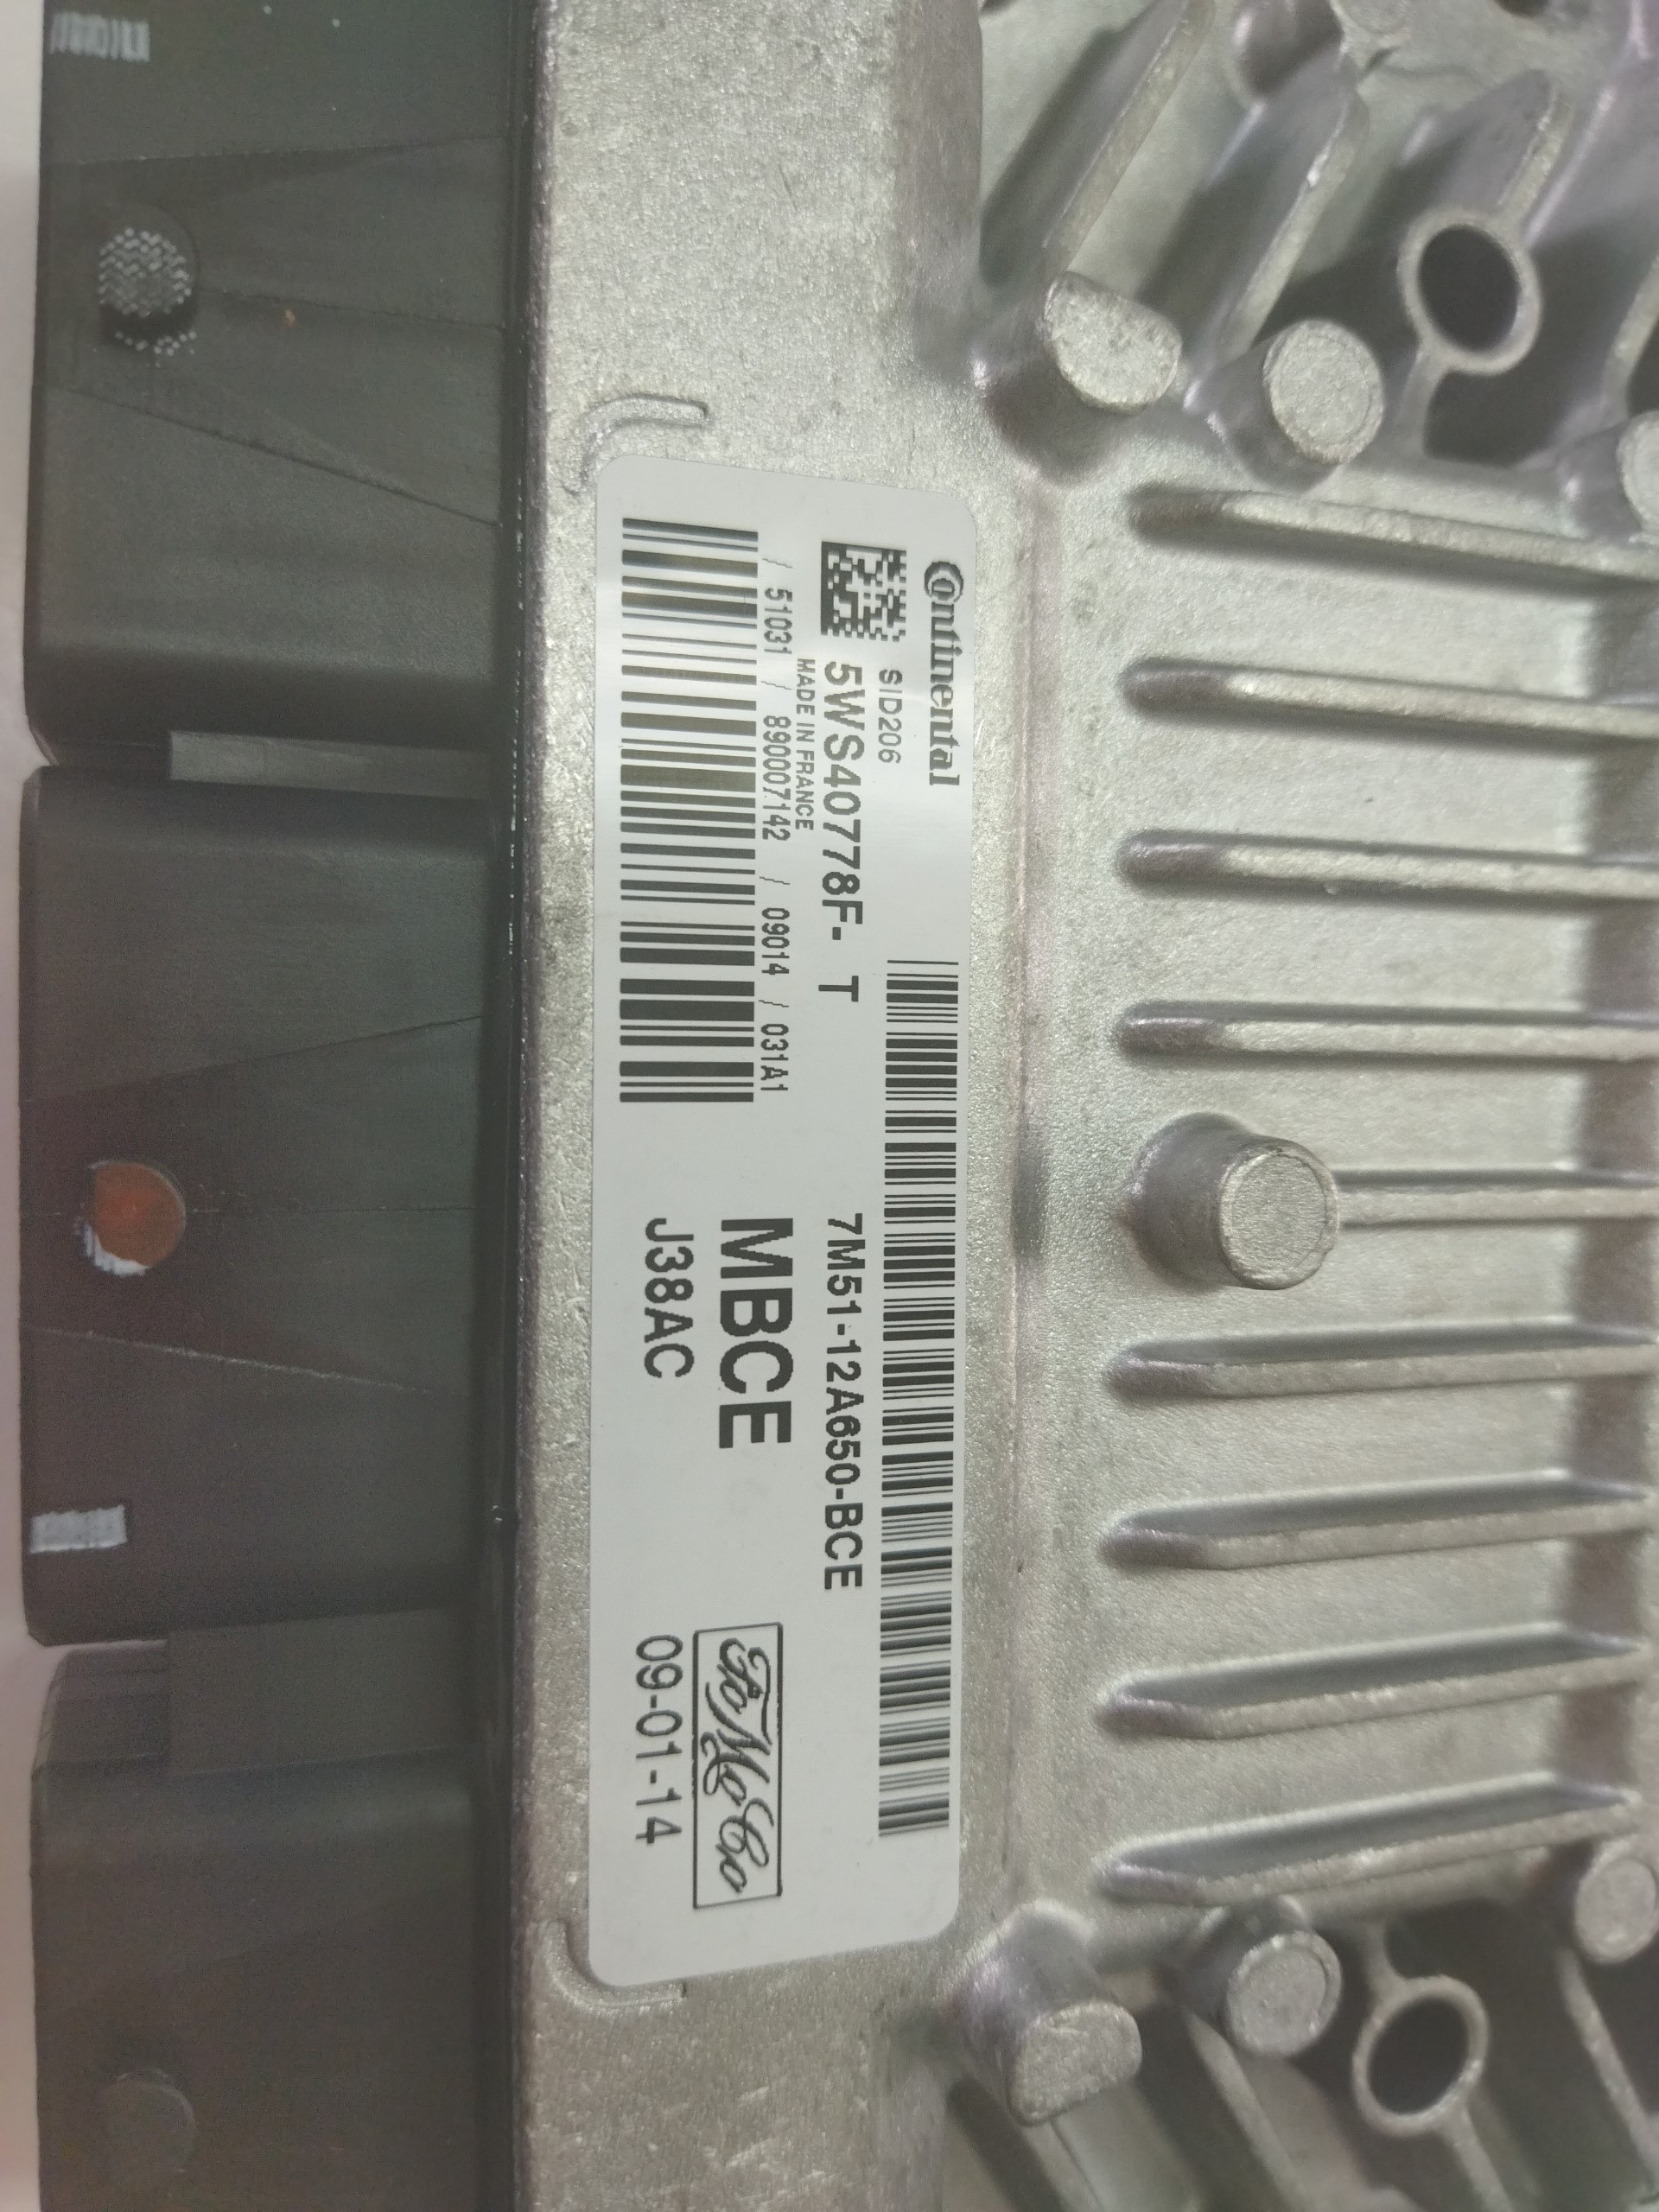 Continental
SID206
5WS40778F- T
MADE IN FRANCE
/ 51031 / 890007142 / 09014 / 031A1
7M51-12A650-BCE
MBCE
J38AC
FoMoCo
09-01-14